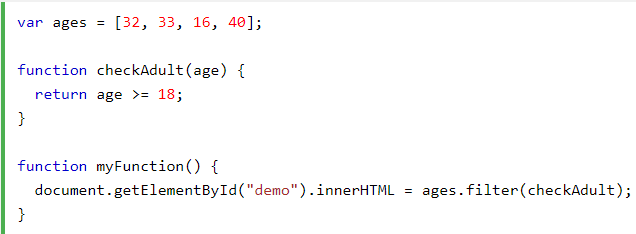 var ages = [32, 33, 16, 40];
function checkAdult(age) {
  return age >= 18;
}
function myFunction() {
  document.getElementById("demo").innerHTML = ages.filter(checkAdult);
}